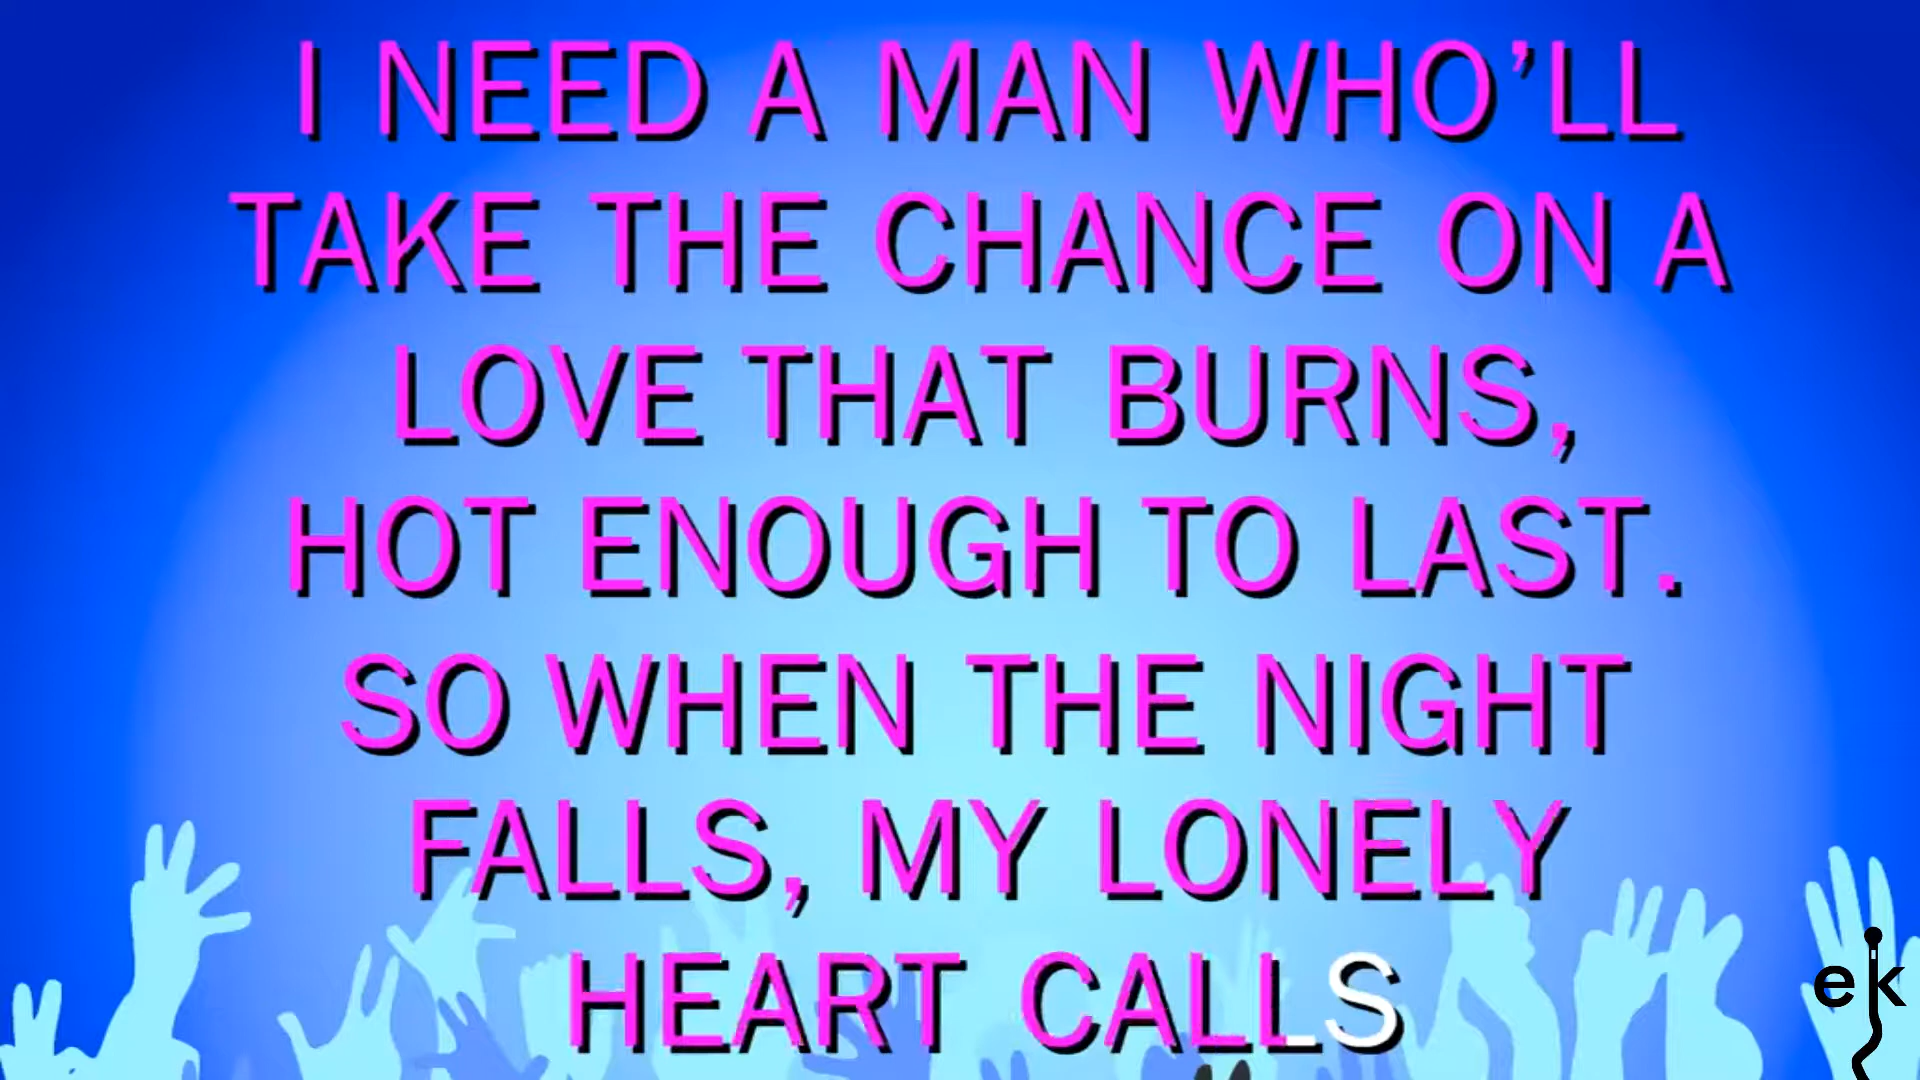 I NEED A MAN WHO’LL
TAKE THE CHANCE ON A
LOVE THAT BURNS,
HOT ENOUGH TO LAST.
SO WHEN THE NIGHT
FALLS, MY LONELY
HEART CALLS
ek